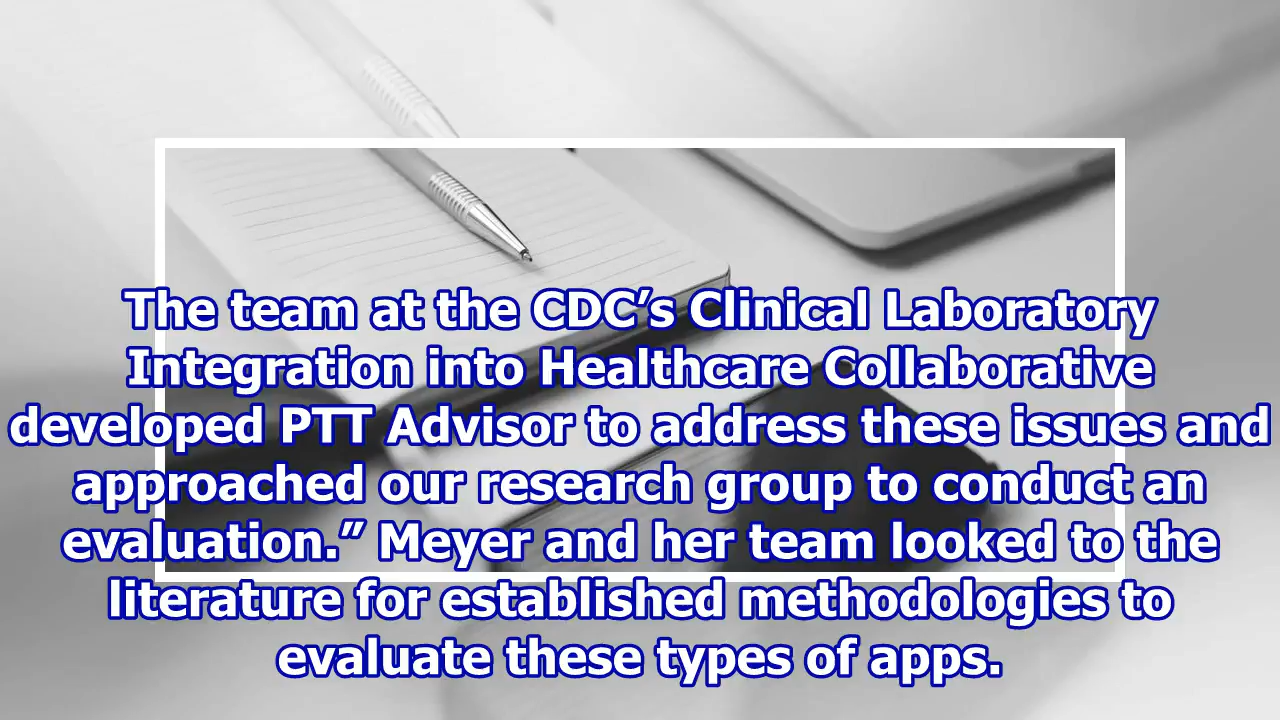 The team at the CDC’s Clinical Laboratory
Integration into Healthcare Collaborative
developed PTT Advisor to address these issues and
approached our research group to conduct an
evaluation.” Meyer and her team looked to the
literature for established methodologies to
evaluate these types of apps.